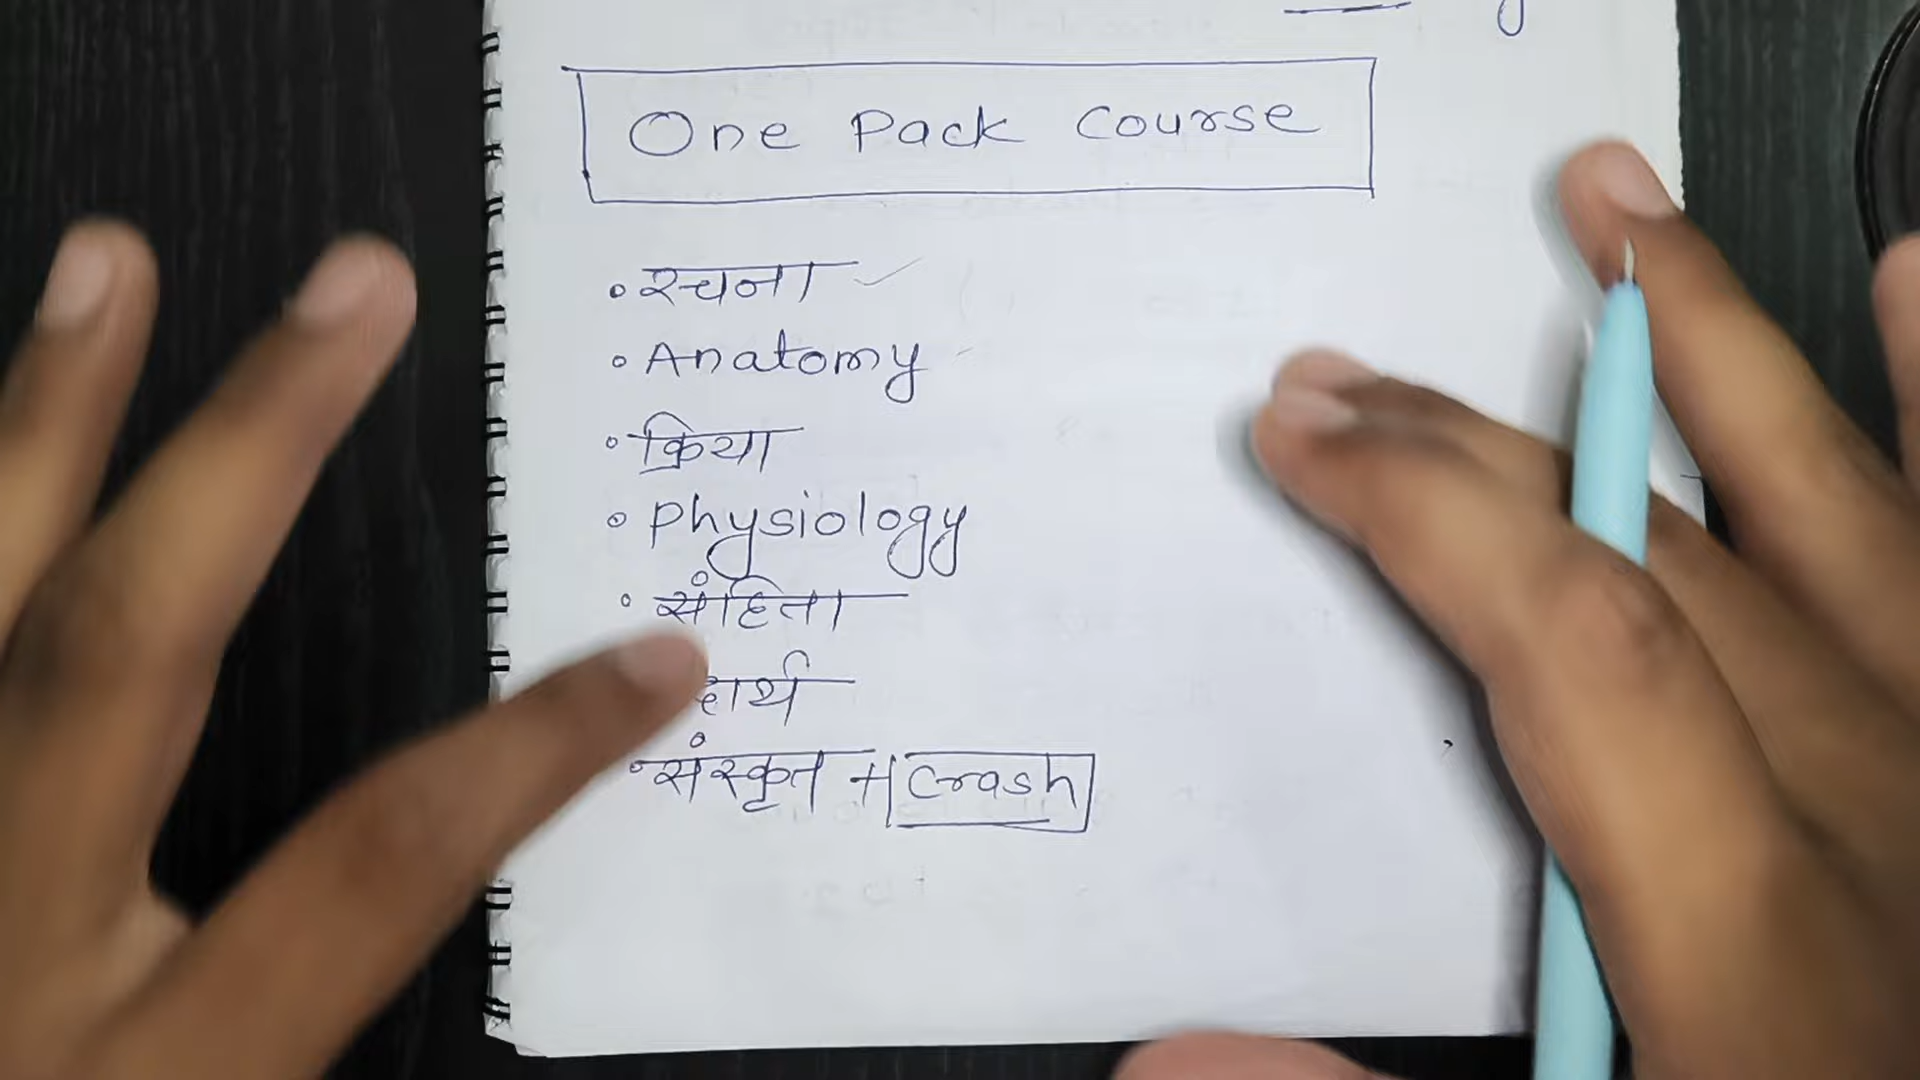 One Pack Course
• रचना ✓
• Anatomy
• क्रिया
• Physiology
• संहिता
• संस्कृत + Crash